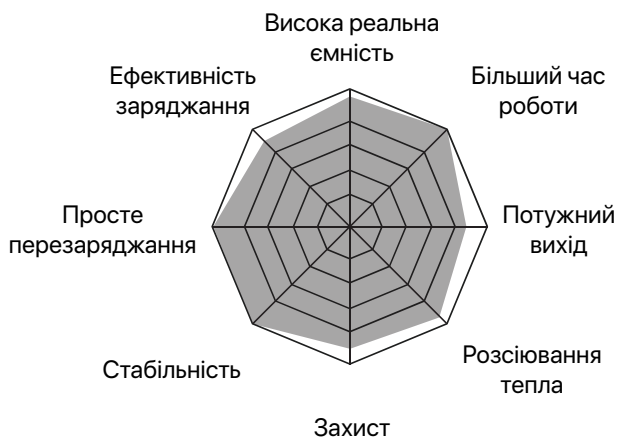 Висока реальна
ємність
Більший час
роботи
Потужний
вихід
Розсіювання
тепла
Захист
Стабільність
Просте
перезаряджання
Ефективність
заряджання